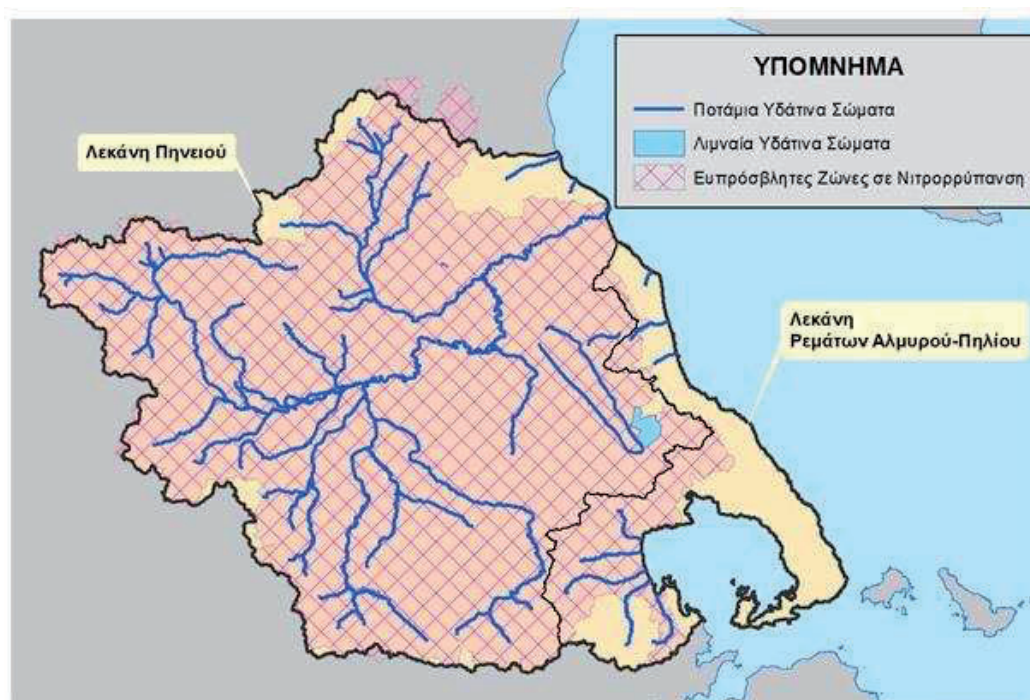 ΥΠΟΜΝΗΜΑ
Ποτάμια Υδάτινα Σώματα
Λιμναία Υδάτινα Σώματα
Ευπρόσβλητες Ζώνες σε Νιτρορρύπανση
Λεκάνη Πηνειού
Λεκάνη
Ρεμάτων Αλμυρού-Πηλίου